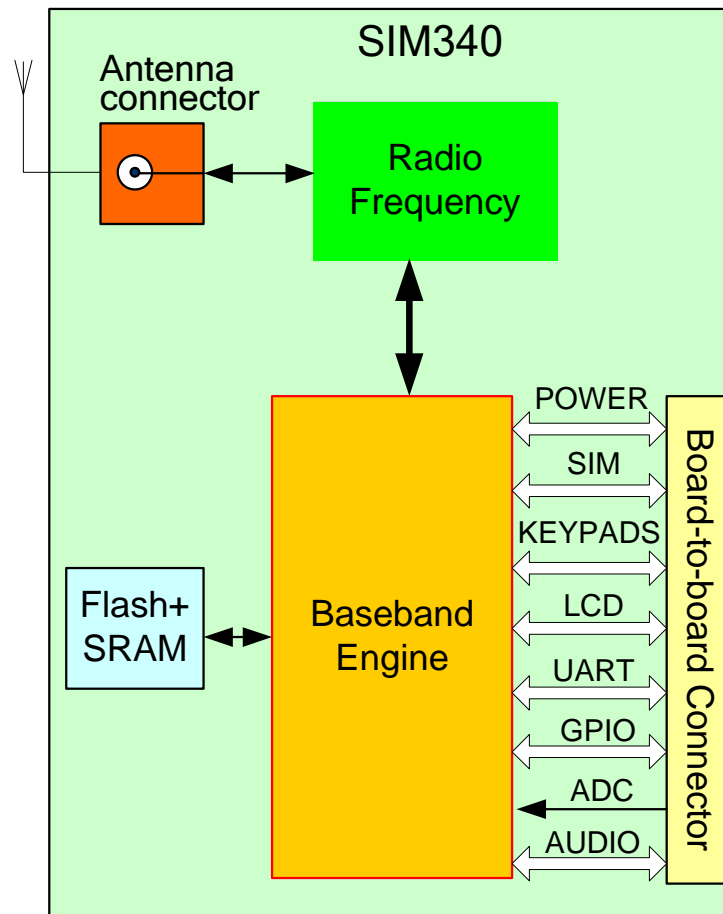 SIM340
Antenna
connector
Radio
Frequency
POWER
SIM
KEYPADS
LCD
UART
GPIO
ADC
AUDIO
Board-to-board Connector
Flash+
SRAM
Baseband
Engine